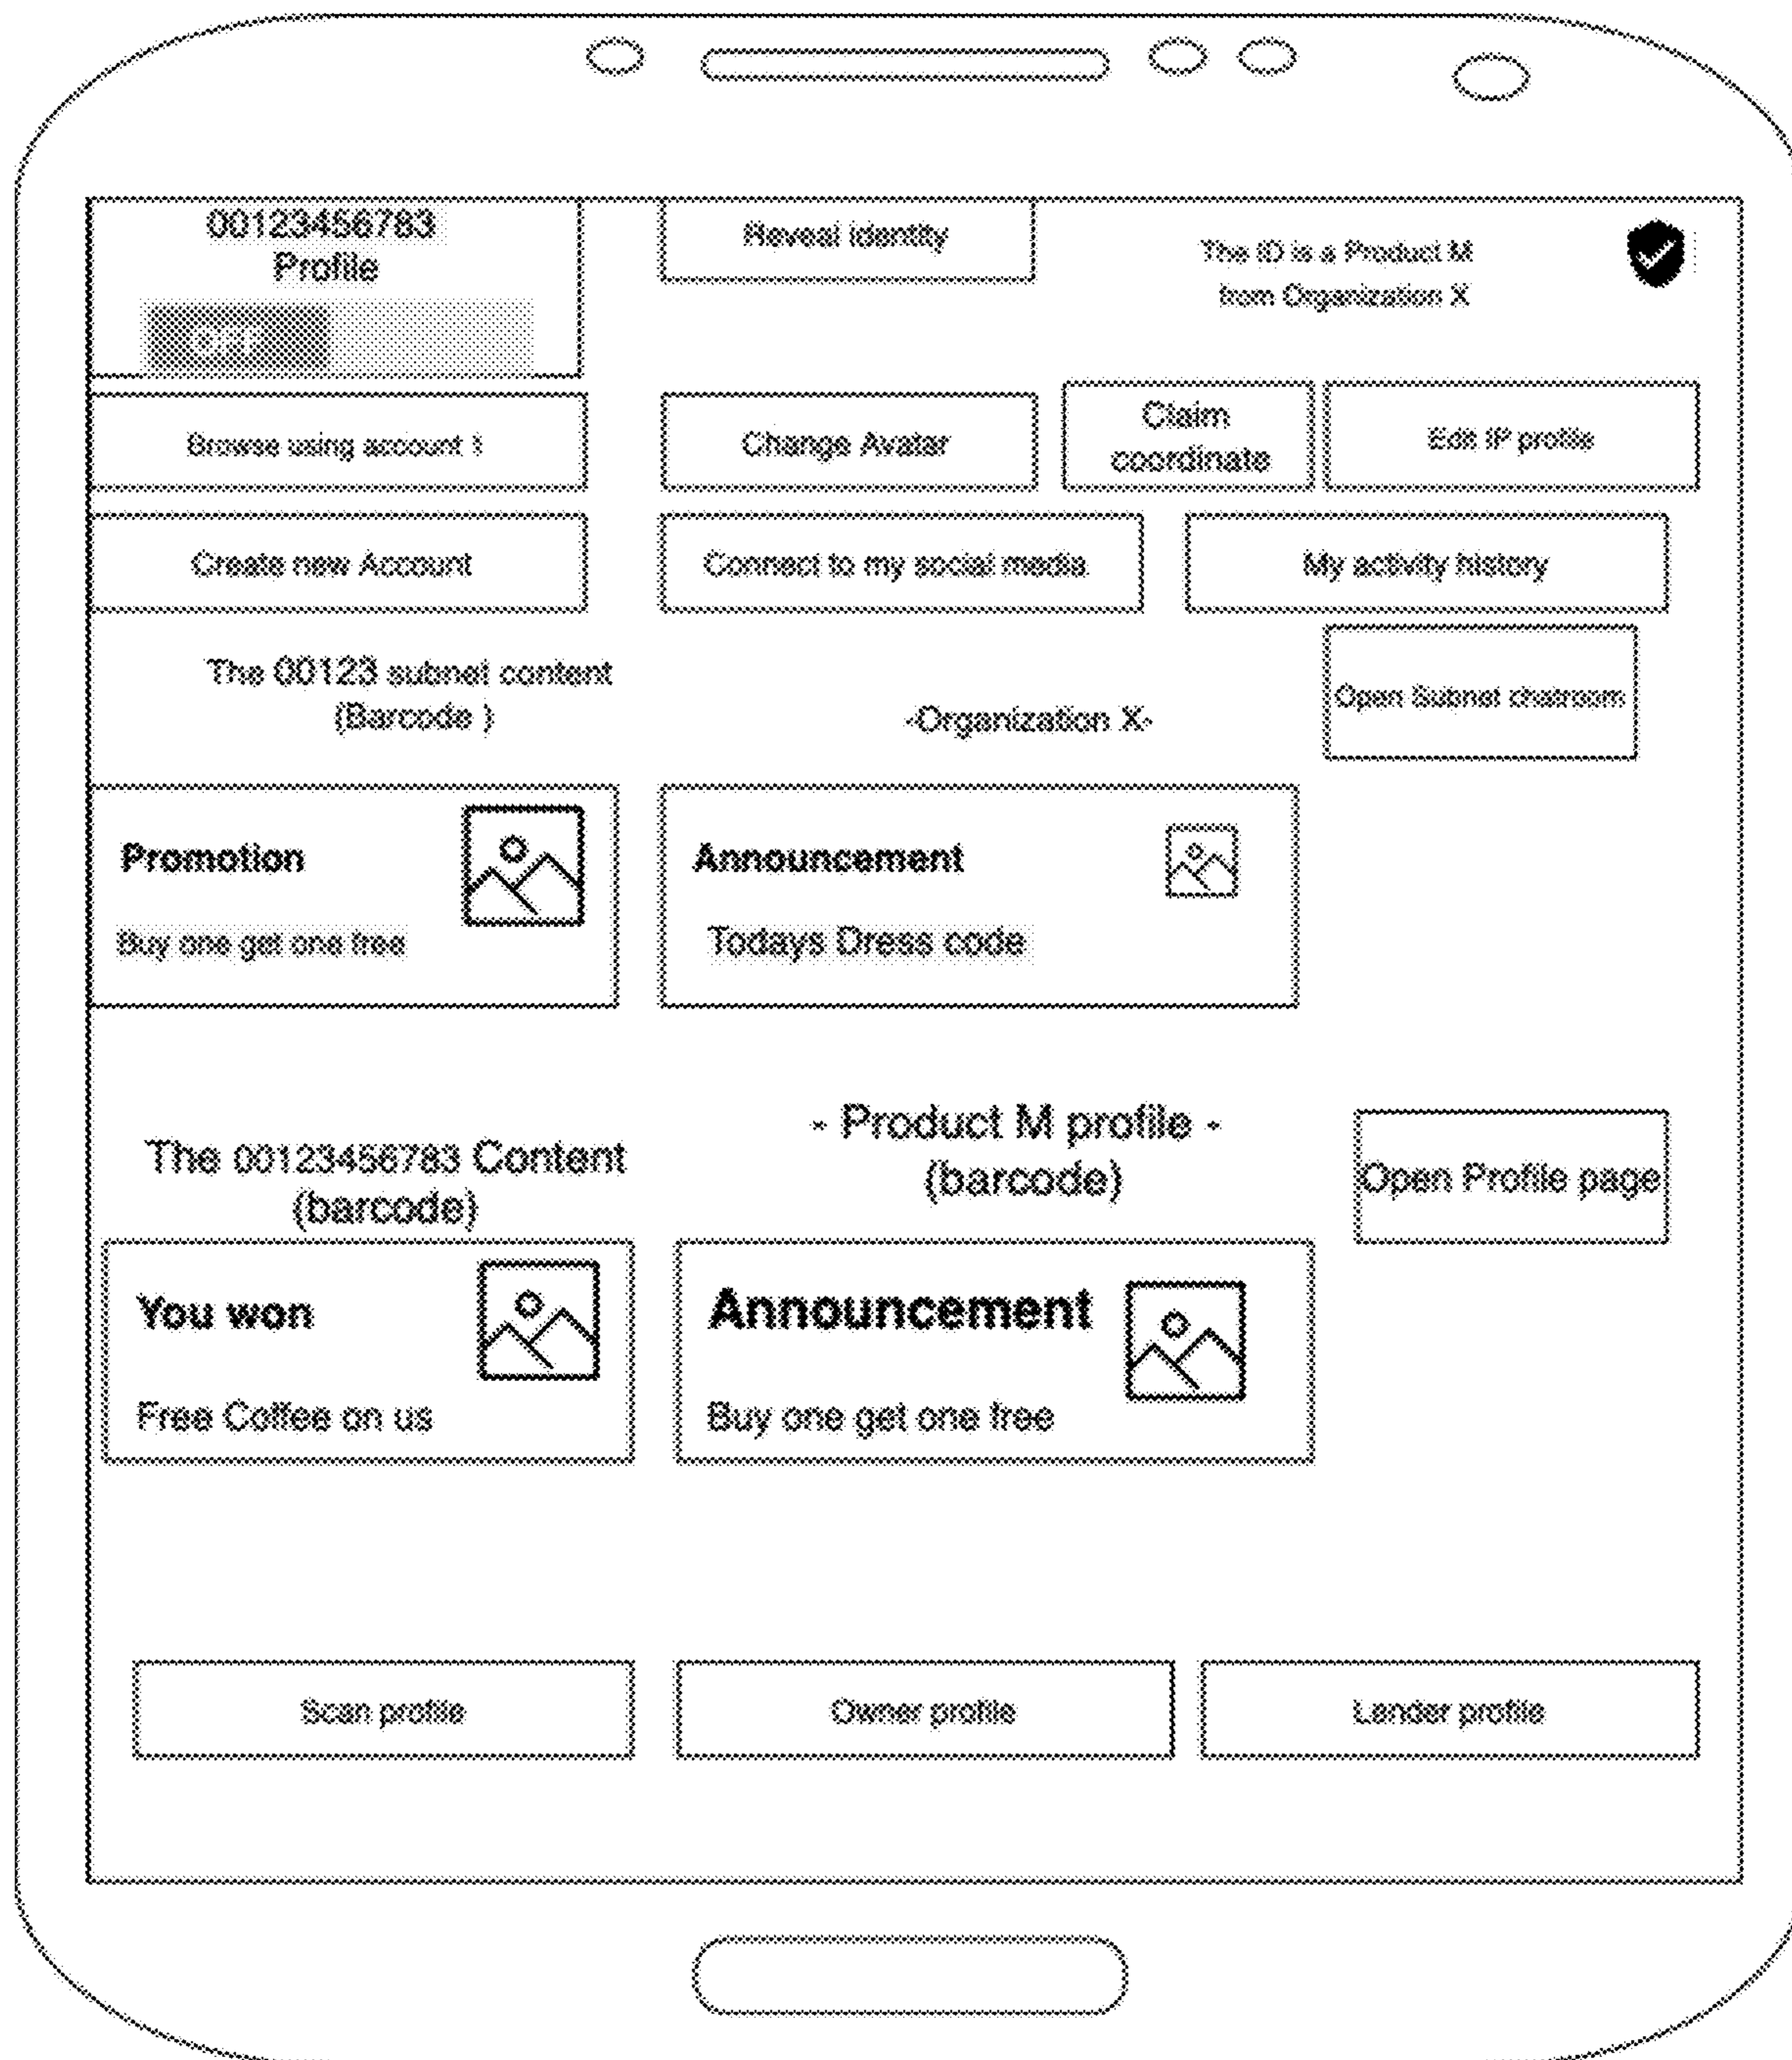 00123456783
Profile
OFF
Reveal identity
The ID is a Product M
from Organization X
Browse using account 1
Change Avatar
Claim
coordinate
Edit IP profile
Create new Account
Connect to my social media
My activity history
The 00123 subnet content
(Barcode )
-Organization X-
Open Subnet chatroom
Promotion
Buy one get one free
Announcement
Todays Dress code
The 00123456783 Content
(barcode)
- Product M profile -
(barcode)
Open Profile page
You won
Free Coffee on us
Announcement
Buy one get one free
Scan profile
Owner profile
Lender profile